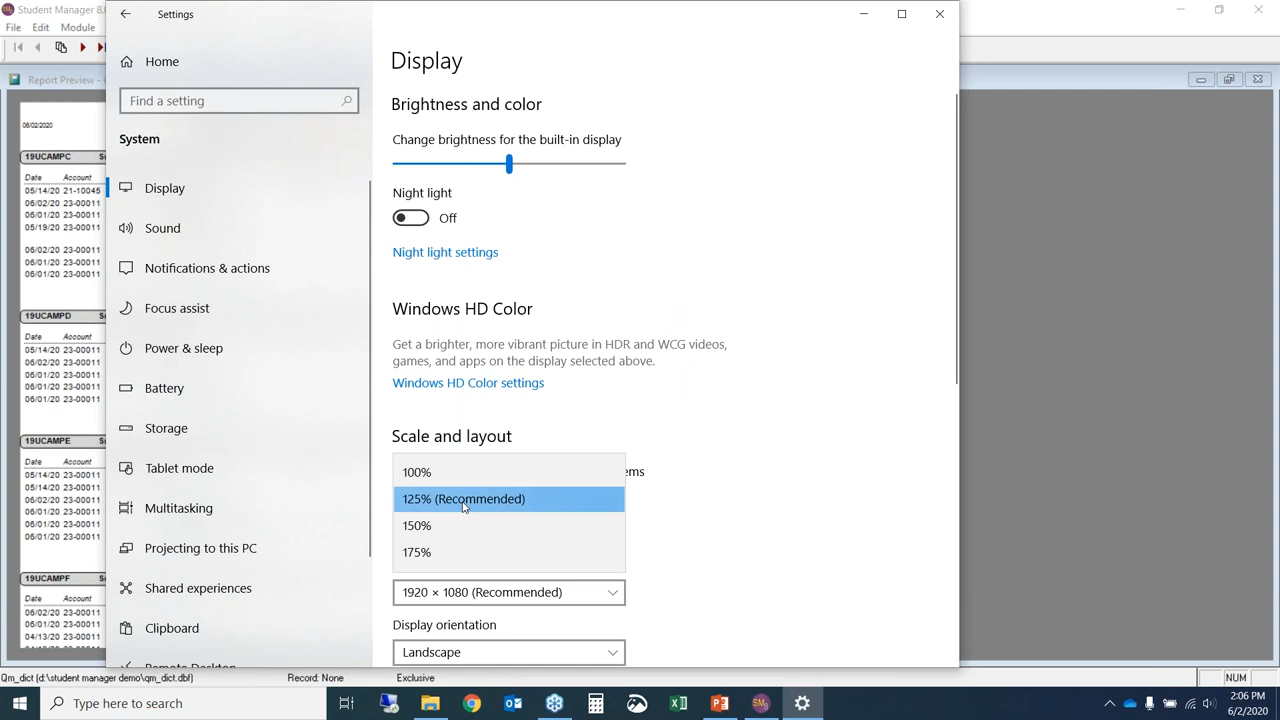 Student Manager 8.
File Edit Module
Report Preview -
06/02/2020
19UCAMPC
Date Account
05/14/20 21-10045
06/02/20 23-00011
06/01/20 23-00011
05/19/20 23-00011
06/02/20 23-00011
06/01/20 23-00011
06/01/20 23-00011
19UCAMPD
Date Account
05/14/20 23-00011
06/02/20 23-00011
06/01/20 23-00011
06/01/20 23-00011
06/01/20 23-00011
19UCAMPE
Date Account
05/14/20 23-00011
05/14/20 23-00011
06/02/20 23-00011
06/01/20 23-00011
06/01/20 23-00011
06/01/20 23-00011
19UCAMPF
Date Account
06/02/20 23-00011
06/01/20 23-00011
04/13/20 23-00011
Settings
Home
Find a setting
System
Display
Sound
Notifications & actions
Focus assist
Power & sleep
Battery
Storage
Tablet mode
Multitasking
Projecting to this PC
Shared experiences
Clipboard
Remote Desktop
Display
Brightness and color
Change brightness for the built-in display
Night light
Off
Night light settings
Windows HD Color
Get a brighter, more vibrant picture in HDR and WCG videos,
games, and apps on the display selected above.
Windows HD Color settings
Scale and layout
ems
100%
125% (Recommended)
150%
175%
1920 × 1080 (Recommended)
Display orientation
Landscape
Qm_dict (d:\student manager demo\qm_dict.dbf) Record: None Exclusive NUM
Type here to search
2:06 PM
6/2/2020